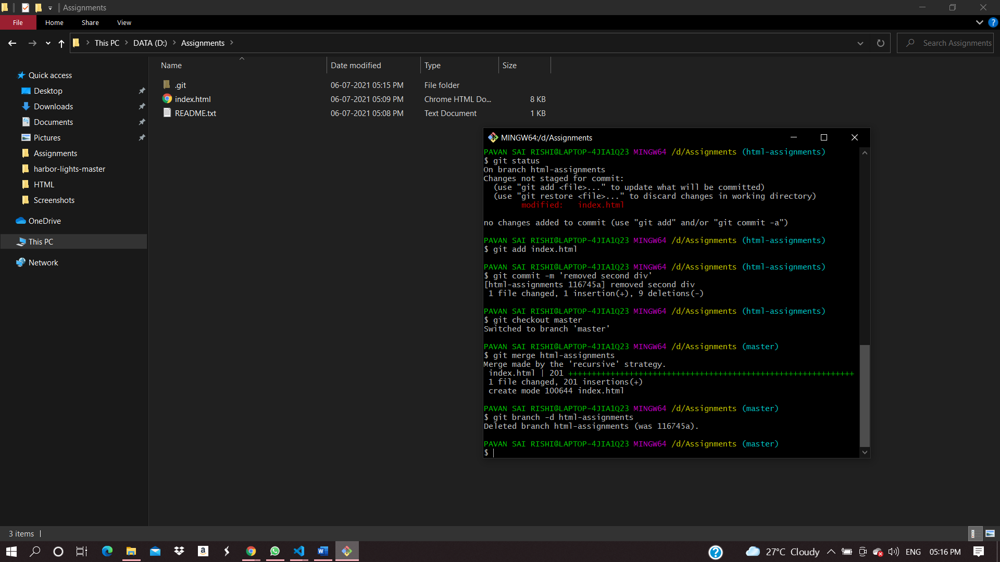 Assignments
File Home Share View
This PC DATA (D:) Assignments
Search Assignments
Name Date modified Type Size
.git 06-07-2021 05:15 PM File folder
index.html 06-07-2021 05:09 PM Chrome HTML Do... 8 KB
README.txt 06-07-2021 05:08 PM Text Document 1 KB
Quick access
Desktop
Downloads
Documents
Pictures
Assignments
harbor-lights-master
HTML
Screenshots
OneDrive
This PC
Network
MINGW64:/d/Assignments
PAVAN SAI RISHI@LAPTOP-4JIA1Q23 MINGW64 /d/Assignments (html-assignments)
$ git status
On branch html-assignments
Changes not staged for commit:
  (use "git add <file>..." to update what will be committed)
  (use "git restore <file>..." to discard changes in working directory)
        modified:   index.html
no changes added to commit (use "git add" and/or "git commit -a")
PAVAN SAI RISHI@LAPTOP-4JIA1Q23 MINGW64 /d/Assignments (html-assignments)
$ git add index.html
PAVAN SAI RISHI@LAPTOP-4JIA1Q23 MINGW64 /d/Assignments (html-assignments)
$ git commit -m 'removed second div'
[html-assignments 116745a] removed second div
 1 file changed, 1 insertion(+), 9 deletions(-)
PAVAN SAI RISHI@LAPTOP-4JIA1Q23 MINGW64 /d/Assignments (html-assignments)
$ git checkout master
Switched to branch 'master'
PAVAN SAI RISHI@LAPTOP-4JIA1Q23 MINGW64 /d/Assignments (master)
$ git merge html-assignments
Merge made by the 'recursive' strategy.
 index.html | 201 +++++++++++++++++++++++++++++++++++++++++++++++++++++++++++++
 1 file changed, 201 insertions(+)
 create mode 100644 index.html
PAVAN SAI RISHI@LAPTOP-4JIA1Q23 MINGW64 /d/Assignments (master)
$ git branch -d html-assignments
Deleted branch html-assignments (was 116745a).
PAVAN SAI RISHI@LAPTOP-4JIA1Q23 MINGW64 /d/Assignments (master)
$
3 items
27°C Cloudy ENG 05:16 PM